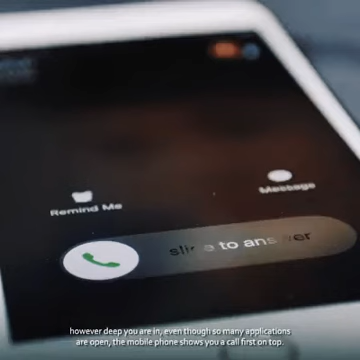 Message
Remind Me
slide to answer
however deep you are in, even though so many applications
are open, the mobile phone shows you a call first on top.